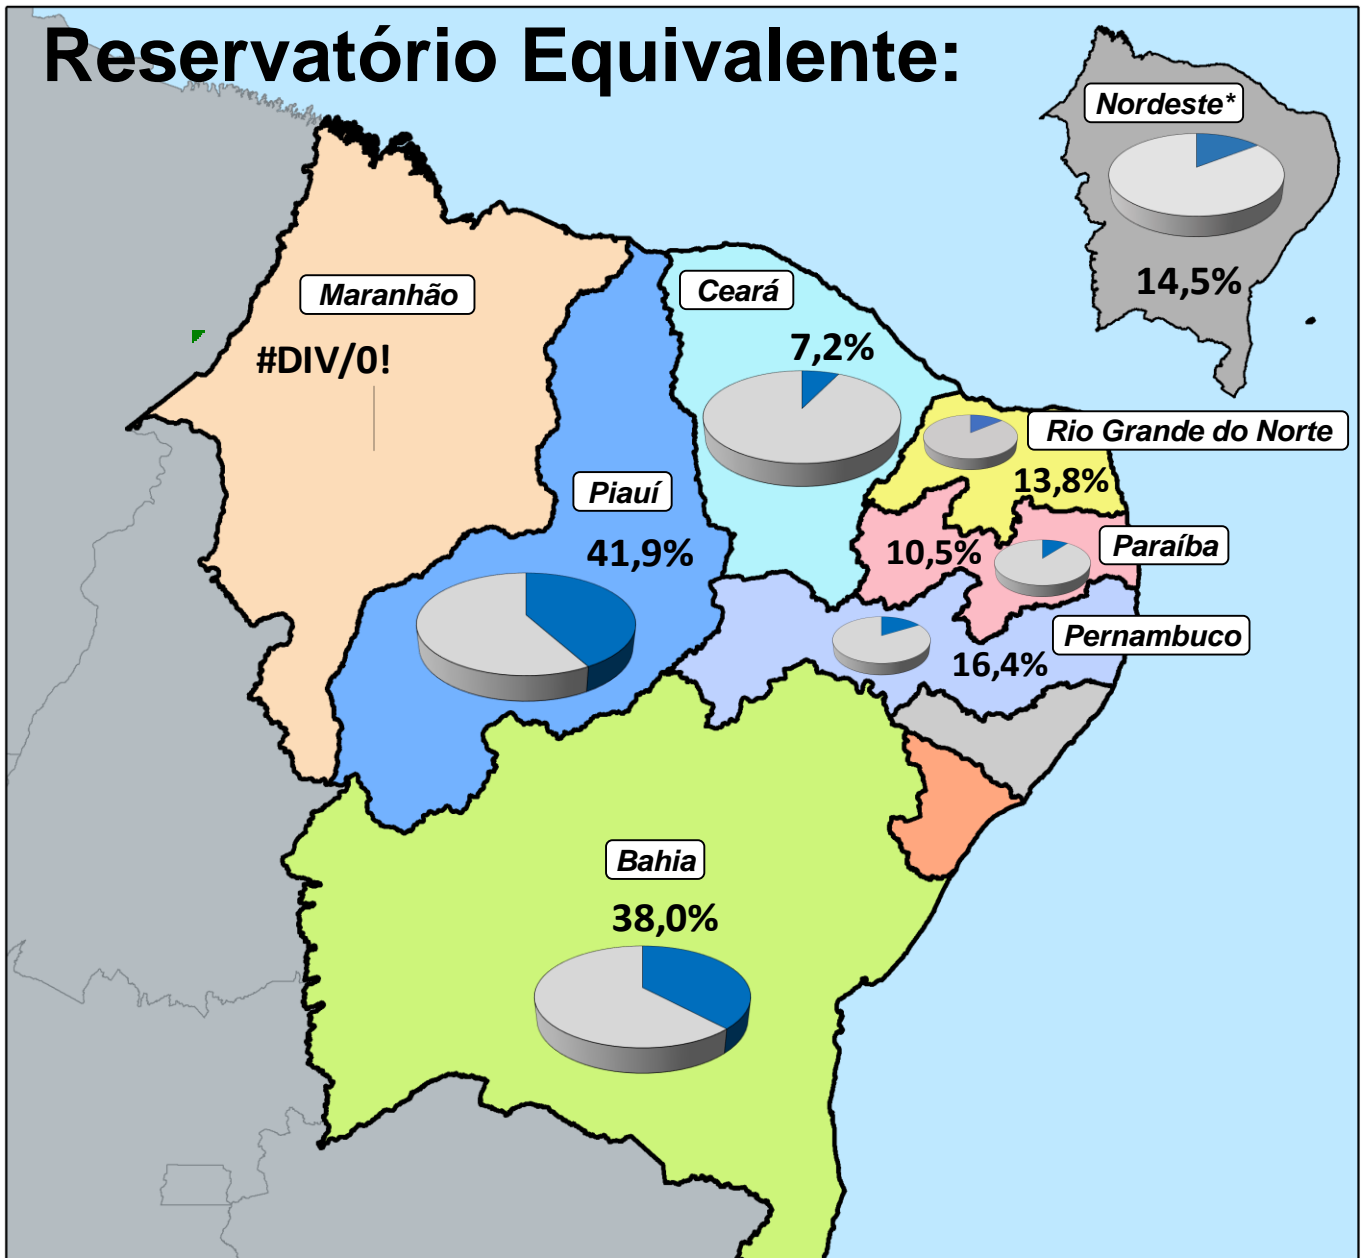 Reservatório Equivalente:
Nordeste*
14,5%
Maranhão
#DIV/0!
Ceará
7,2%
Rio Grande do Norte
13,8%
Piauí
41,9%
10,5%
Paraíba
Pernambuco
16,4%
Bahia
38,0%